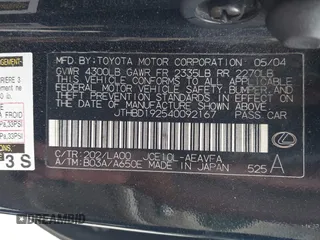 MFD. BY:TOYOTA MOTOR CORPORATION 05/04
GVWR 4300LB GAWR FR 2335LB RR 2270LB
THIS VEHICLE CONFORMS TO ALL APPLICABLE
FEDERAL MOTOR VEHICLE SAFETY, BUMPER, AND
THEFT PREVENTION STANDARDS IN EFFECT ON
THE DATE OF MANUFACTURE SHOWN ABOVE.
JTHBD192540092167 PASS.CAR
C/TR:202/LA00 JCE10L-AEAVFA
A/TM:B03A/A650E MADE IN JAPAN 525 A